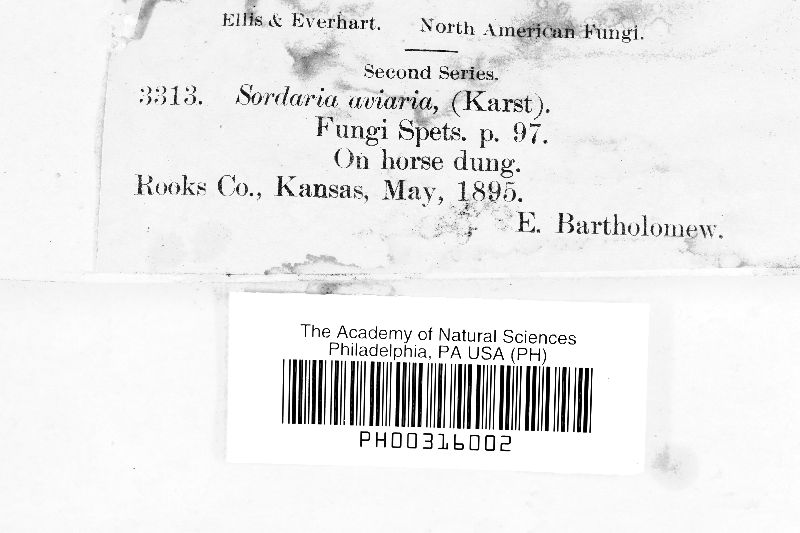 Ellis & Everhart. North American Fungi.
Second Series.
3313. Sordaria aviaria, (Karst).
Fungi Spets. p. 97.
On horse dung.
Rooks Co., Kansas, May, 1895.
E. Bartholomew.
The Academy of Natural Sciences
Philadelphia, PA USA (PH)
PH00316002